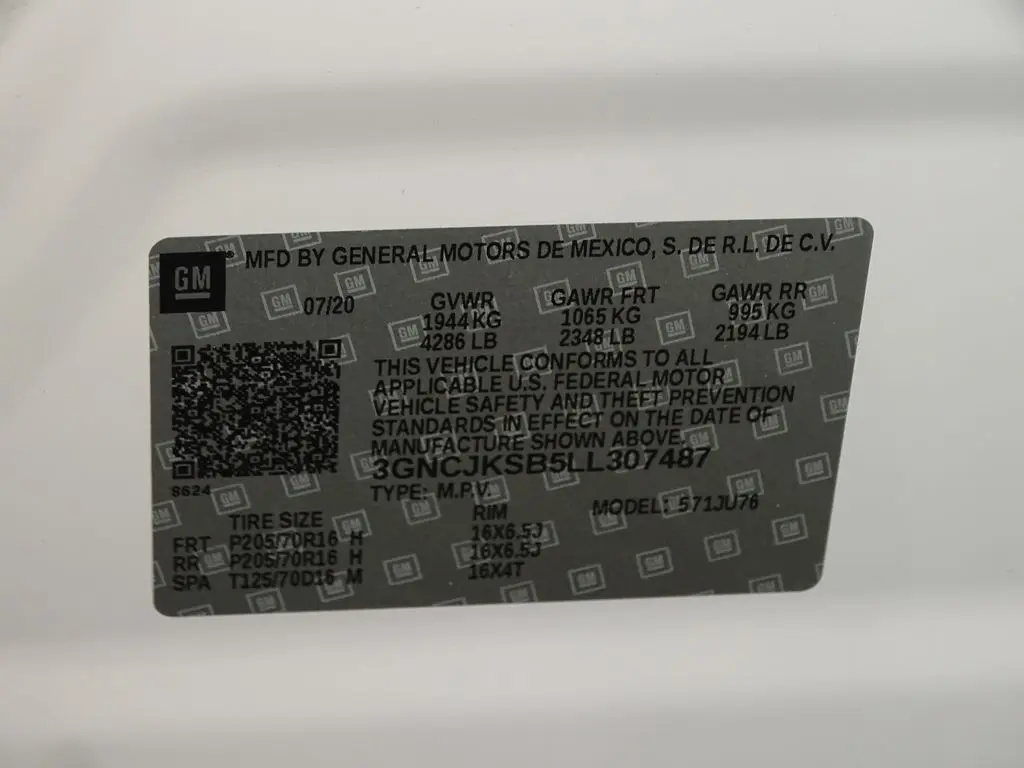 GM
MFD BY GENERAL MOTORS DE MEXICO, S. DE R.L. DE C.V.
07/20
GVWR GAWR FRT GAWR RR
1944 KG 1065 KG 995 KG
4286 LB 2348 LB 2194 LB
THIS VEHICLE CONFORMS TO ALL
APPLICABLE U.S. FEDERAL MOTOR
VEHICLE SAFETY AND THEFT PREVENTION
STANDARDS IN EFFECT ON THE DATE OF
MANUFACTURE SHOWN ABOVE.
3GNCJKSB5LL307487
8624
TYPE: M.P.V. MODEL: 571JU76
TIRE SIZE RIM
FRT P205/70R16 H 16X6.5J
RR P205/70R16 H 16X6.5J
SPA T125/70D16 M 16X4T